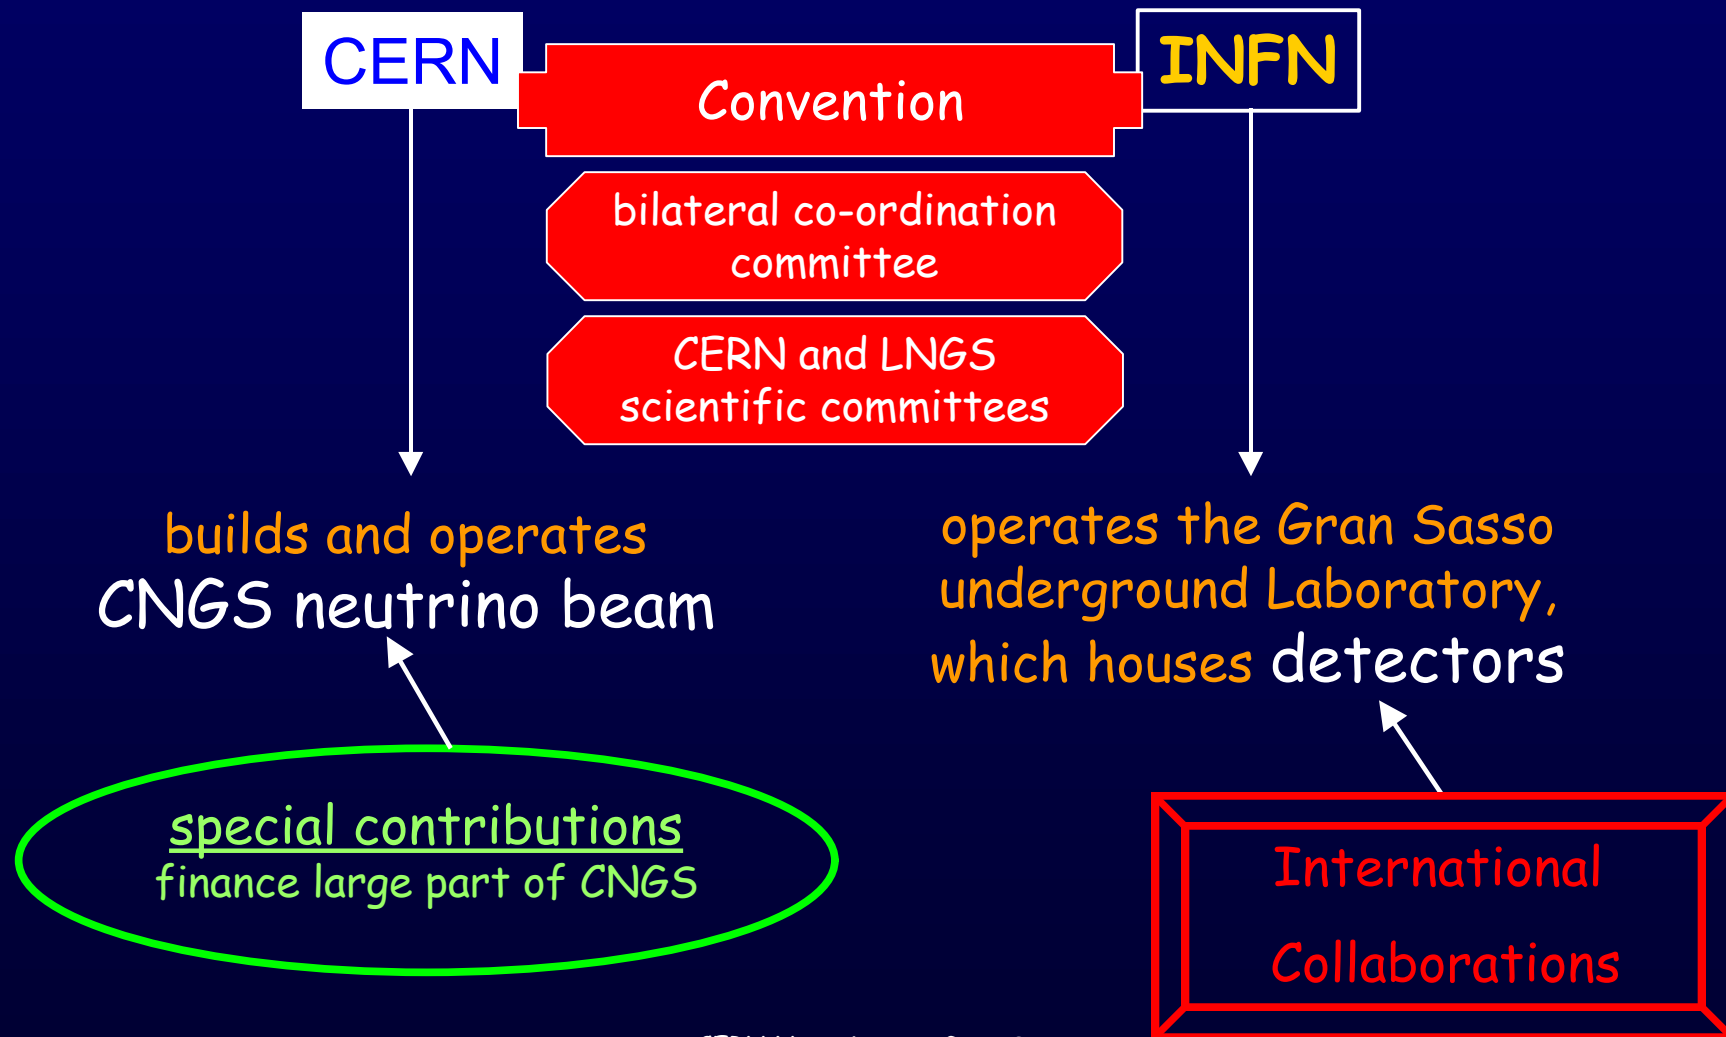 CERN
INFN
Convention
bilateral co-ordination
committee
CERN and LNGS
scientific committees
builds and operates
CNGS neutrino beam
operates the Gran Sasso
underground Laboratory,
which houses detectors
special contributions
finance large part of CNGS
International
Collaborations